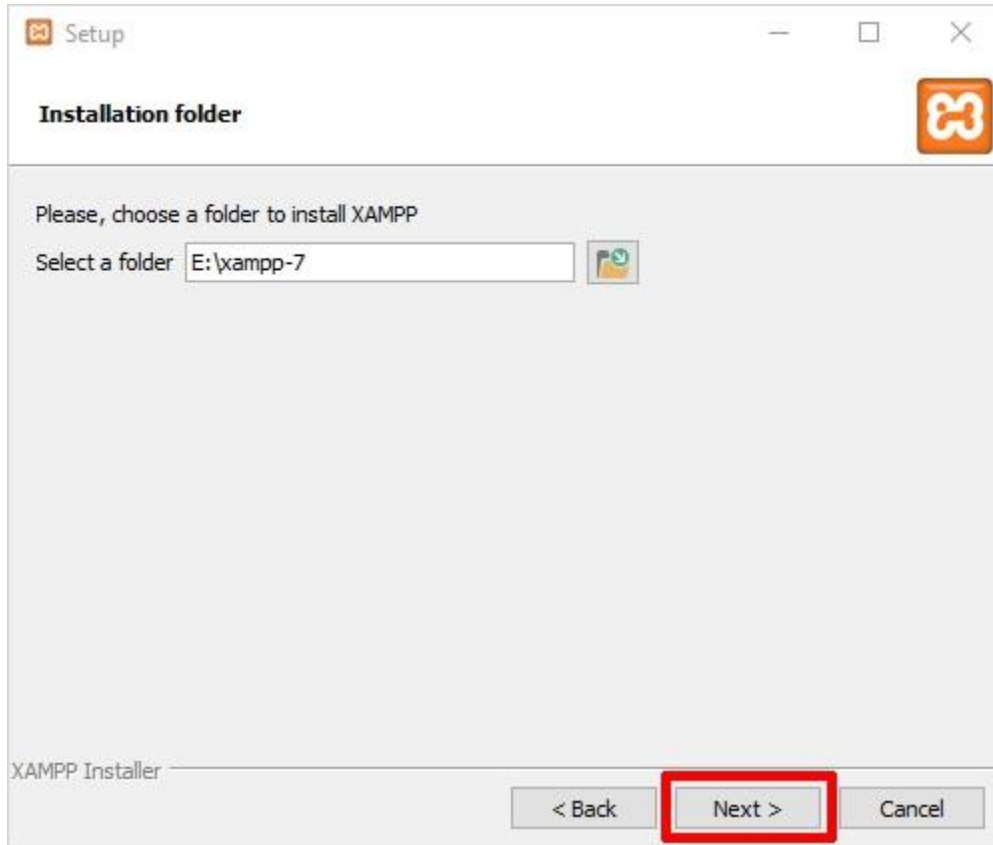 Setup
Installation folder
Please, choose a folder to install XAMPP
Select a folder E:\xampp-7
XAMPP Installer
< Back Next > Cancel